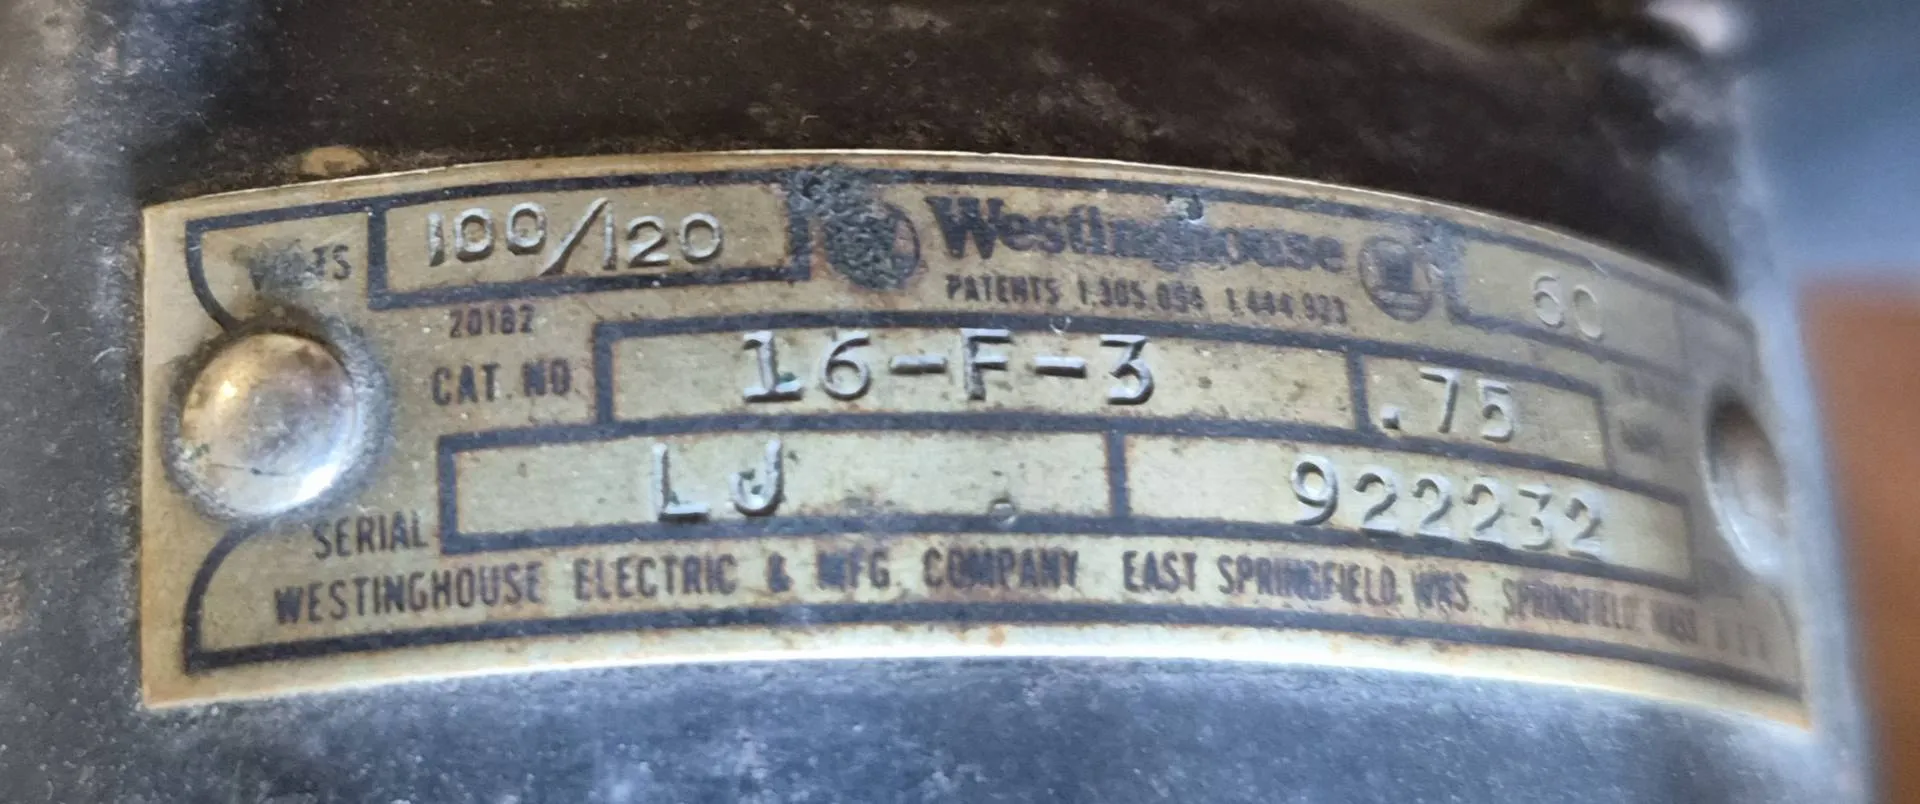 VOLTS 100/120 Westinghouse 60
PATENTS 1,305,054 1,444,923
20182
CAT. NO. 16-F-3 .75
SERIAL LJ 922232
WESTINGHOUSE ELECTRIC & MFG. COMPANY EAST SPRINGFIELD WKS. SPRINGFIELD, MASS U S A